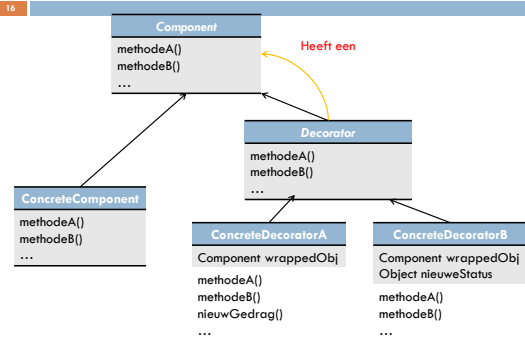 16
Component
methodeA()
methodeB()
...
Heeft een
Decorator
methodeA()
methodeB()
...
ConcreteComponent
methodeA()
methodeB()
...
ConcreteDecoratorA
Component wrappedObj
methodeA()
methodeB()
nieuwGedrag()
...
ConcreteDecoratorB
Component wrappedObj
Object nieuweStatus
methodeA()
methodeB()
...